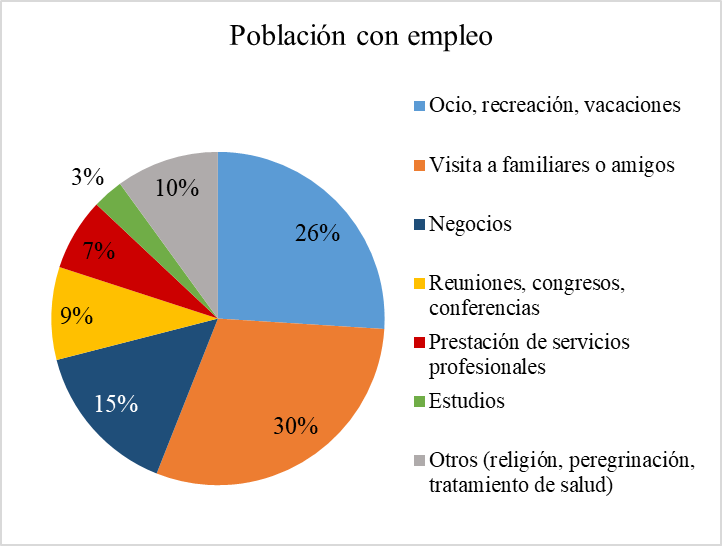 Población con empleo
3%
10%
26%
7%
9%
15%
30%
Ocio, recreación, vacaciones
Visita a familiares o amigos
Negocios
Reuniones, congresos,
conferencias
Prestación de servicios
profesionales
Estudios
Otros (religión, peregrinación,
tratamiento de salud)